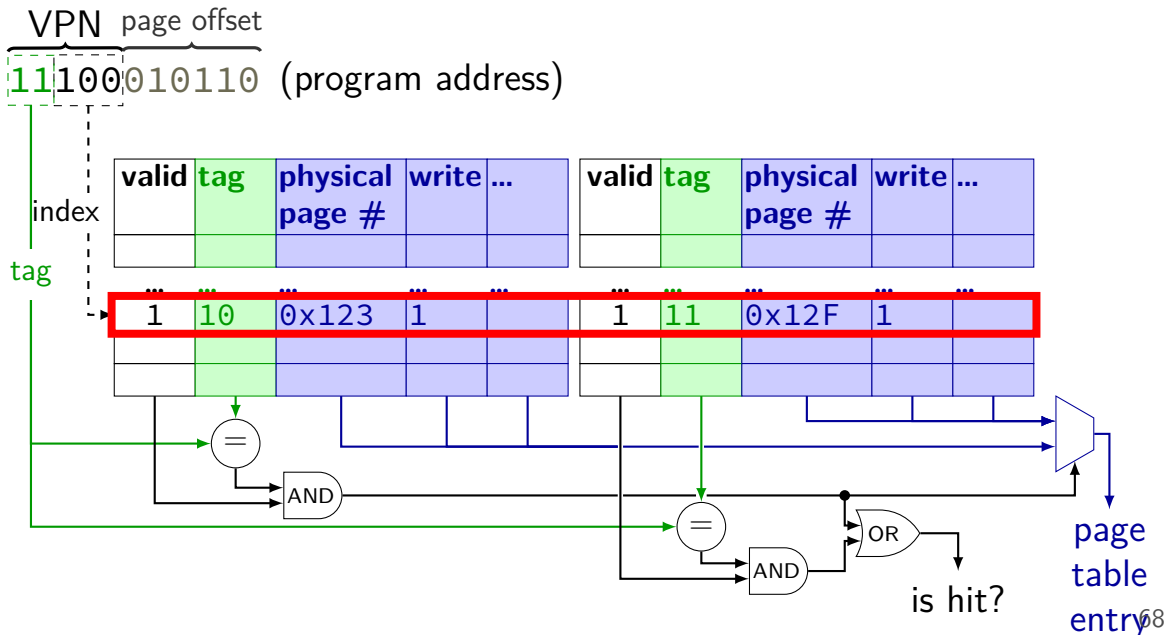 VPN page offset
11100010110 (program address)
valid tag physical page # write ... valid tag physical page # write ...
index
tag
... ... ... ... ... ... ... ... ... ...
1 10 0x123 1 1 11 0x12F 1
=
AND
=
OR
AND
is hit?
page
table
entry
68